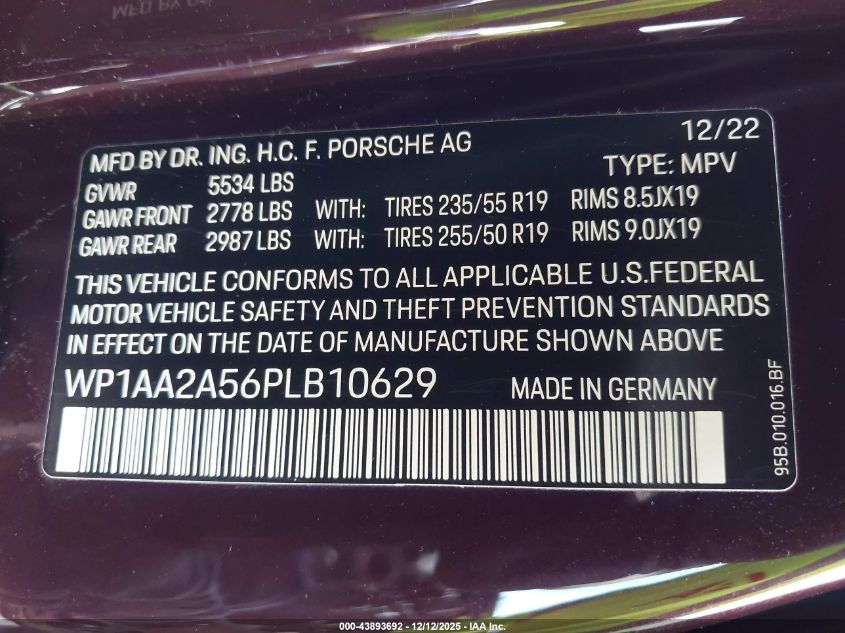 12/22
MFD BY DR. ING. H.C. F. PORSCHE AG
TYPE: MPV
GVWR 5534 LBS
GAWR FRONT 2778 LBS WITH: TIRES 235/55 R19 RIMS 8.5JX19
GAWR REAR 2987 LBS WITH: TIRES 255/50 R19 RIMS 9.0JX19
THIS VEHICLE CONFORMS TO ALL APPLICABLE U.S.FEDERAL
MOTOR VEHICLE SAFETY AND THEFT PREVENTION STANDARDS
IN EFFECT ON THE DATE OF MANUFACTURE SHOWN ABOVE
WP1AA2A56PLB10629 MADE IN GERMANY
95B.010.016.BF
000-43893692 - 12/12/2025 - IAA Inc.